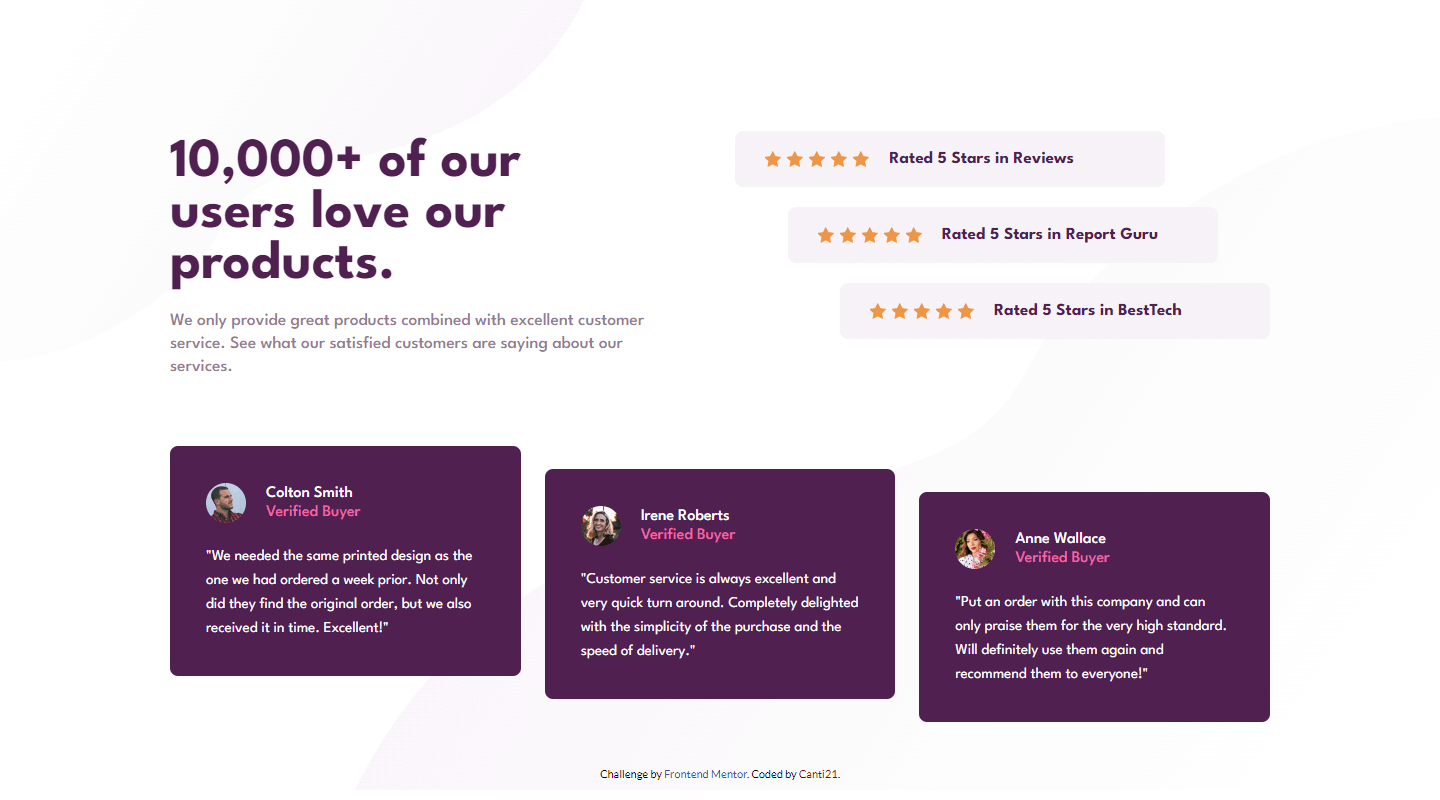 10,000+ of our
users love our
products.
We only provide great products combined with excellent customer
service. See what our satisfied customers are saying about our
services.
Rated 5 Stars in Reviews
Rated 5 Stars in Report Guru
Rated 5 Stars in BestTech
Colton Smith
Verified Buyer
"We needed the same printed design as the
one we had ordered a week prior. Not only
did they find the original order, but we also
received it in time. Excellent!"
Irene Roberts
Verified Buyer
"Customer service is always excellent and
very quick turn around. Completely delighted
with the simplicity of the purchase and the
speed of delivery."
Anne Wallace
Verified Buyer
"Put an order with this company and can
only praise them for the very high standard.
Will definitely use them again and
recommend them to everyone!"
Challenge by Frontend Mentor. Coded by Canti21.